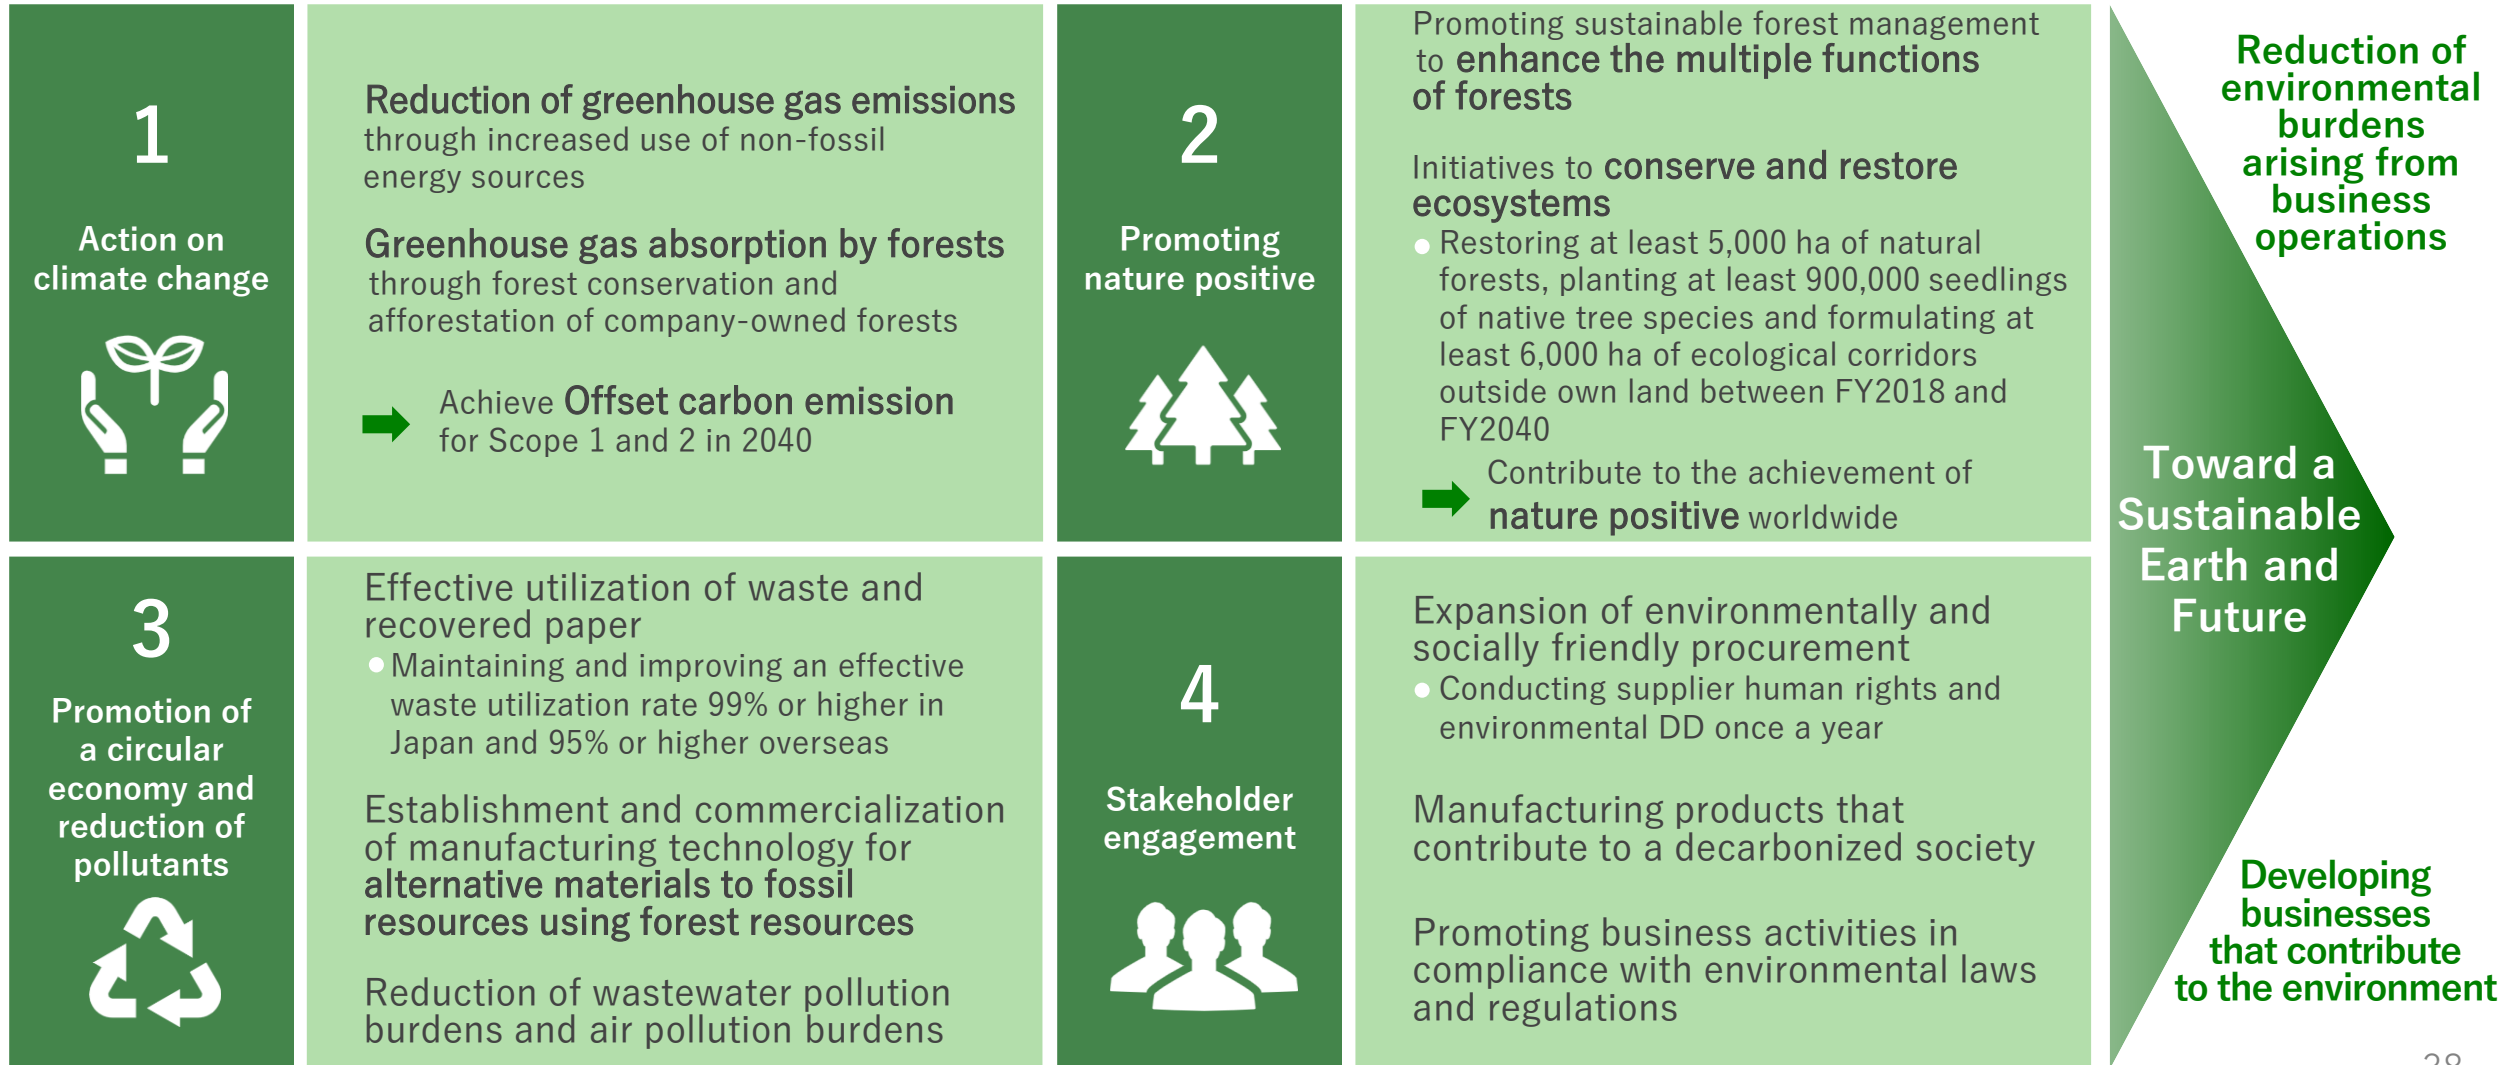 1
Action on
climate change
Reduction of greenhouse gas emissions
through increased use of non-fossil
energy sources
Greenhouse gas absorption by forests
through forest conservation and
afforestation of company-owned forests
Achieve Offset carbon emission
for Scope 1 and 2 in 2040
2
Promoting
nature positive
Promoting sustainable forest management
to enhance the multiple functions
of forests
Initiatives to conserve and restore
ecosystems
Restoring at least 5,000 ha of natural
forests, planting at least 900,000 seedlings
of native tree species and formulating at
least 6,000 ha of ecological corridors
outside own land between FY2018 and
FY2040
Contribute to the achievement of
nature positive worldwide
3
Promotion of
a circular
economy and
reduction of
pollutants
Effective utilization of waste and
recovered paper
Maintaining and improving an effective
waste utilization rate 99% or higher in
Japan and 95% or higher overseas
Establishment and commercialization
of manufacturing technology for
alternative materials to fossil
resources using forest resources
Reduction of wastewater pollution
burdens and air pollution burdens
4
Stakeholder
engagement
Expansion of environmentally and
socially friendly procurement
Conducting supplier human rights and
environmental DD once a year
Manufacturing products that
contribute to a decarbonized society
Promoting business activities in
compliance with environmental laws
and regulations
Reduction of
environmental
burdens
arising from
business
operations
Toward a
Sustainable
Earth and
Future
Developing
businesses
that contribute
to the environment